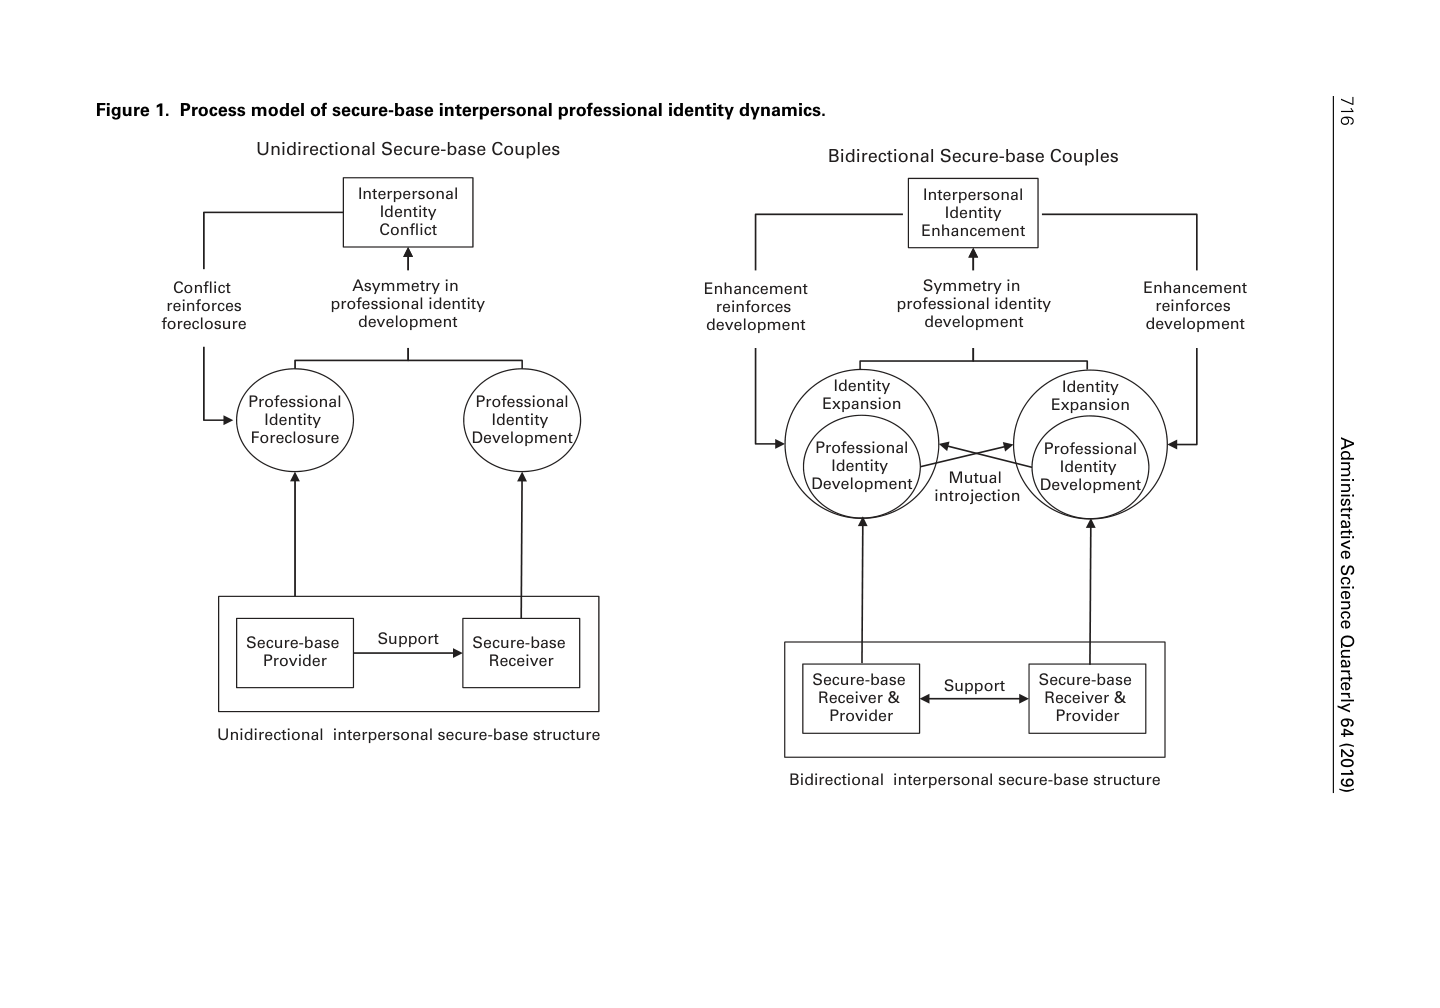 Figure 1. Process model of secure-base interpersonal professional identity dynamics.
Unidirectional Secure-base Couples
Interpersonal
Identity
Conflict
Conflict
reinforces
foreclosure
Asymmetry in
professional identity
development
Professional
Identity
Foreclosure
Professional
Identity
Development
Secure-base
Provider
Support
Secure-base
Receiver
Unidirectional interpersonal secure-base structure
Bidirectional Secure-base Couples
Interpersonal
Identity
Enhancement
Enhancement
reinforces
development
Symmetry in
professional identity
development
Enhancement
reinforces
development
Identity
Expansion
Professional
Identity
Development
Mutual
introjection
Identity
Expansion
Professional
Identity
Development
Secure-base
Receiver &
Provider
Support
Secure-base
Receiver &
Provider
Bidirectional interpersonal secure-base structure
716
Administrative Science Quarterly 64 (2019)